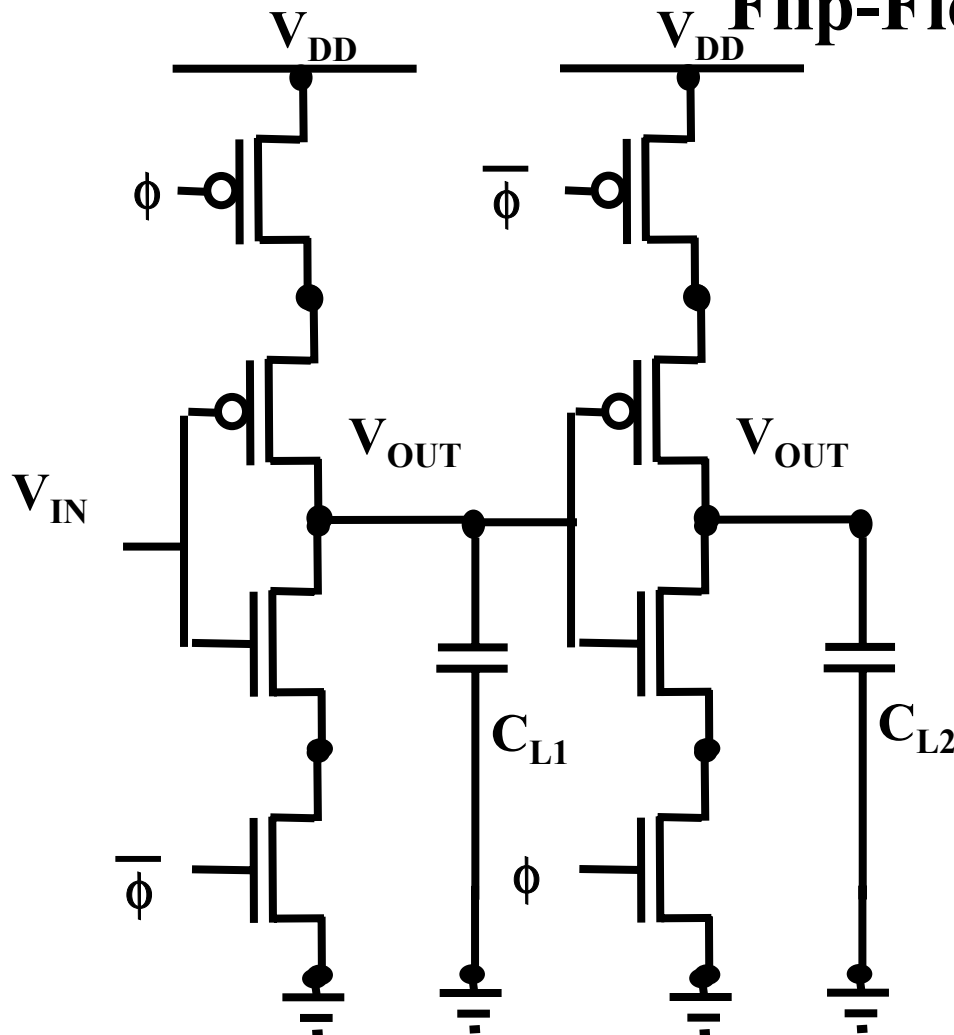 V_DD V_DD
ϕ ϕ̅
V_OUT V_OUT
V_IN
C_L1 C_L2
ϕ̅ ϕ